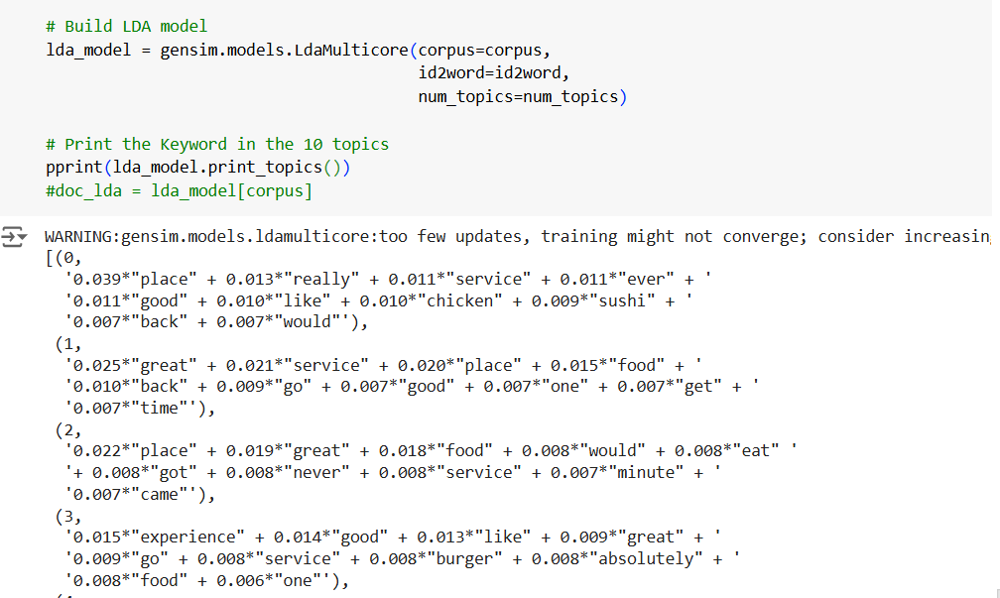 # Build LDA model
lda_model = gensim.models.LdaMulticore(corpus=corpus,
id2word=id2word,
num_topics=num_topics)
# Print the Keyword in the 10 topics
pprint(lda_model.print_topics())
#doc_lda = lda_model[corpus]
WARNING:gensim.models.ldamulticore:too few updates, training might not converge; consider increasin
[(0,
'0.039*"place" + 0.013*"really" + 0.011*"service" + 0.011*"ever" + '
'0.011*"good" + 0.010*"like" + 0.010*"chicken" + 0.009*"sushi" + '
'0.007*"back" + 0.007*"would"'),
(1,
'0.025*"great" + 0.021*"service" + 0.020*"place" + 0.015*"food" + '
'0.010*"back" + 0.009*"go" + 0.007*"good" + 0.007*"one" + 0.007*"get" + '
'0.007*"time"'),
(2,
'0.022*"place" + 0.019*"great" + 0.018*"food" + 0.008*"would" + 0.008*"eat" '
'+ 0.008*"got" + 0.008*"never" + 0.008*"service" + 0.007*"minute" + '
'0.007*"came"'),
(3,
'0.015*"experience" + 0.014*"good" + 0.013*"like" + 0.009*"great" + '
'0.009*"go" + 0.008*"service" + 0.008*"burger" + 0.008*"absolutely" + '
'0.008*"food" + 0.006*"one"'),